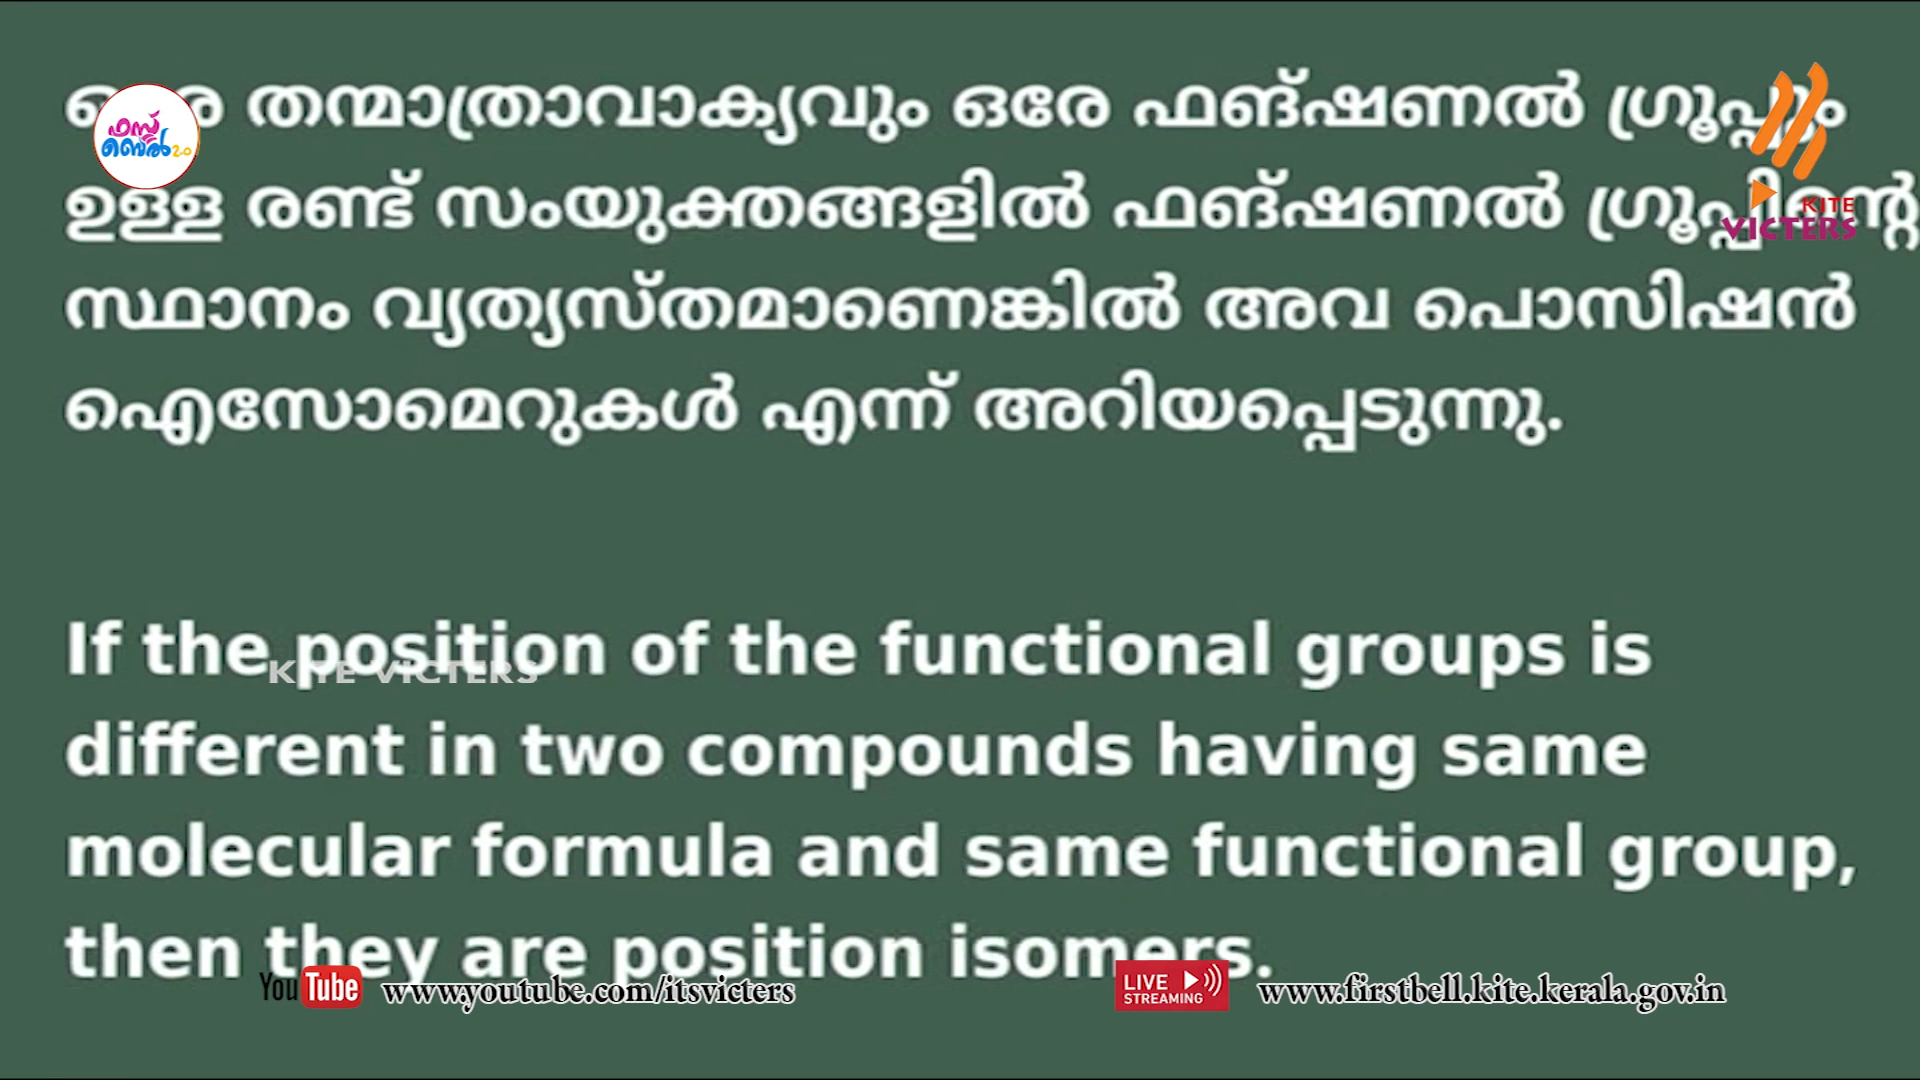 ഒരേ തന്മാത്രാവാക്യവും ഒരേ ഫങ്ഷണൽ ഗ്രൂപ്പും
ഫസ്റ്റ്
ബെൽ 2.0
ഉള്ള രണ്ട് സംയുക്തങ്ങളിൽ ഫങ്ഷണൽ ഗ്രൂപ്പിന്റെ
KITE
VICTERS
സ്ഥാനം വ്യത്യസ്തമാണെങ്കിൽ അവ പൊസിഷൻ
ഐസോമെറുകൾ എന്ന് അറിയപ്പെടുന്നു.
If the position of the functional groups is
KITE VICTERS
different in two compounds having same
molecular formula and same functional group,
then they are position isomers.
YouTube www.youtube.com/itsvicters
LIVE STREAMING www.firstbell.kite.kerala.gov.in